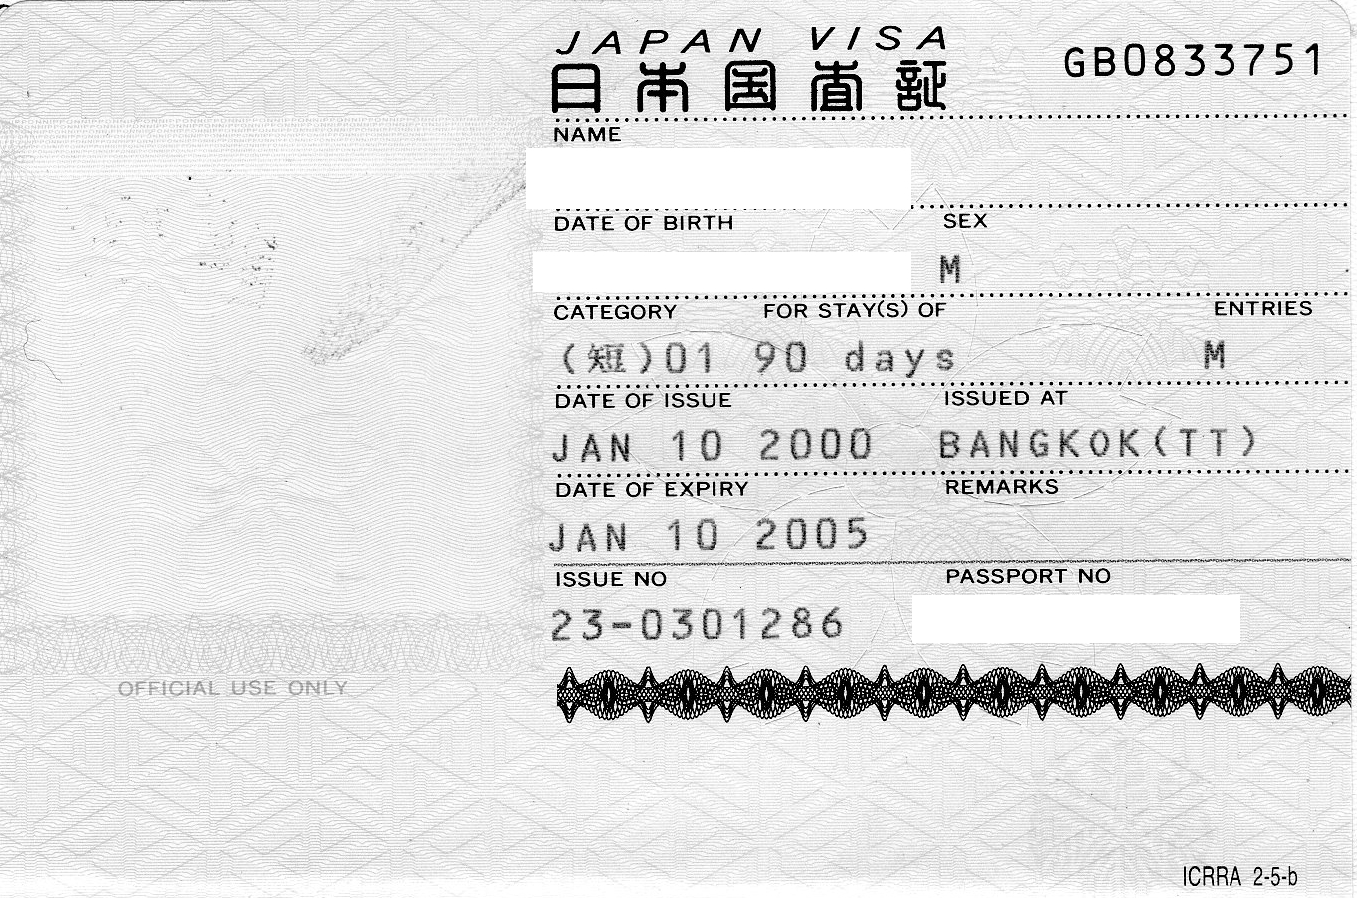 JAPAN VISA
日本国査証 GB0833751
NAME
DATE OF BIRTH SEX
M
CATEGORY FOR STAY(S) OF ENTRIES
(短)01 90 days M
DATE OF ISSUE ISSUED AT
JAN 10 2000 BANGKOK(TT)
DATE OF EXPIRY REMARKS
JAN 10 2005
ISSUE NO PASSPORT NO
23-0301286
OFFICIAL USE ONLY
ICRRA 2-5-b